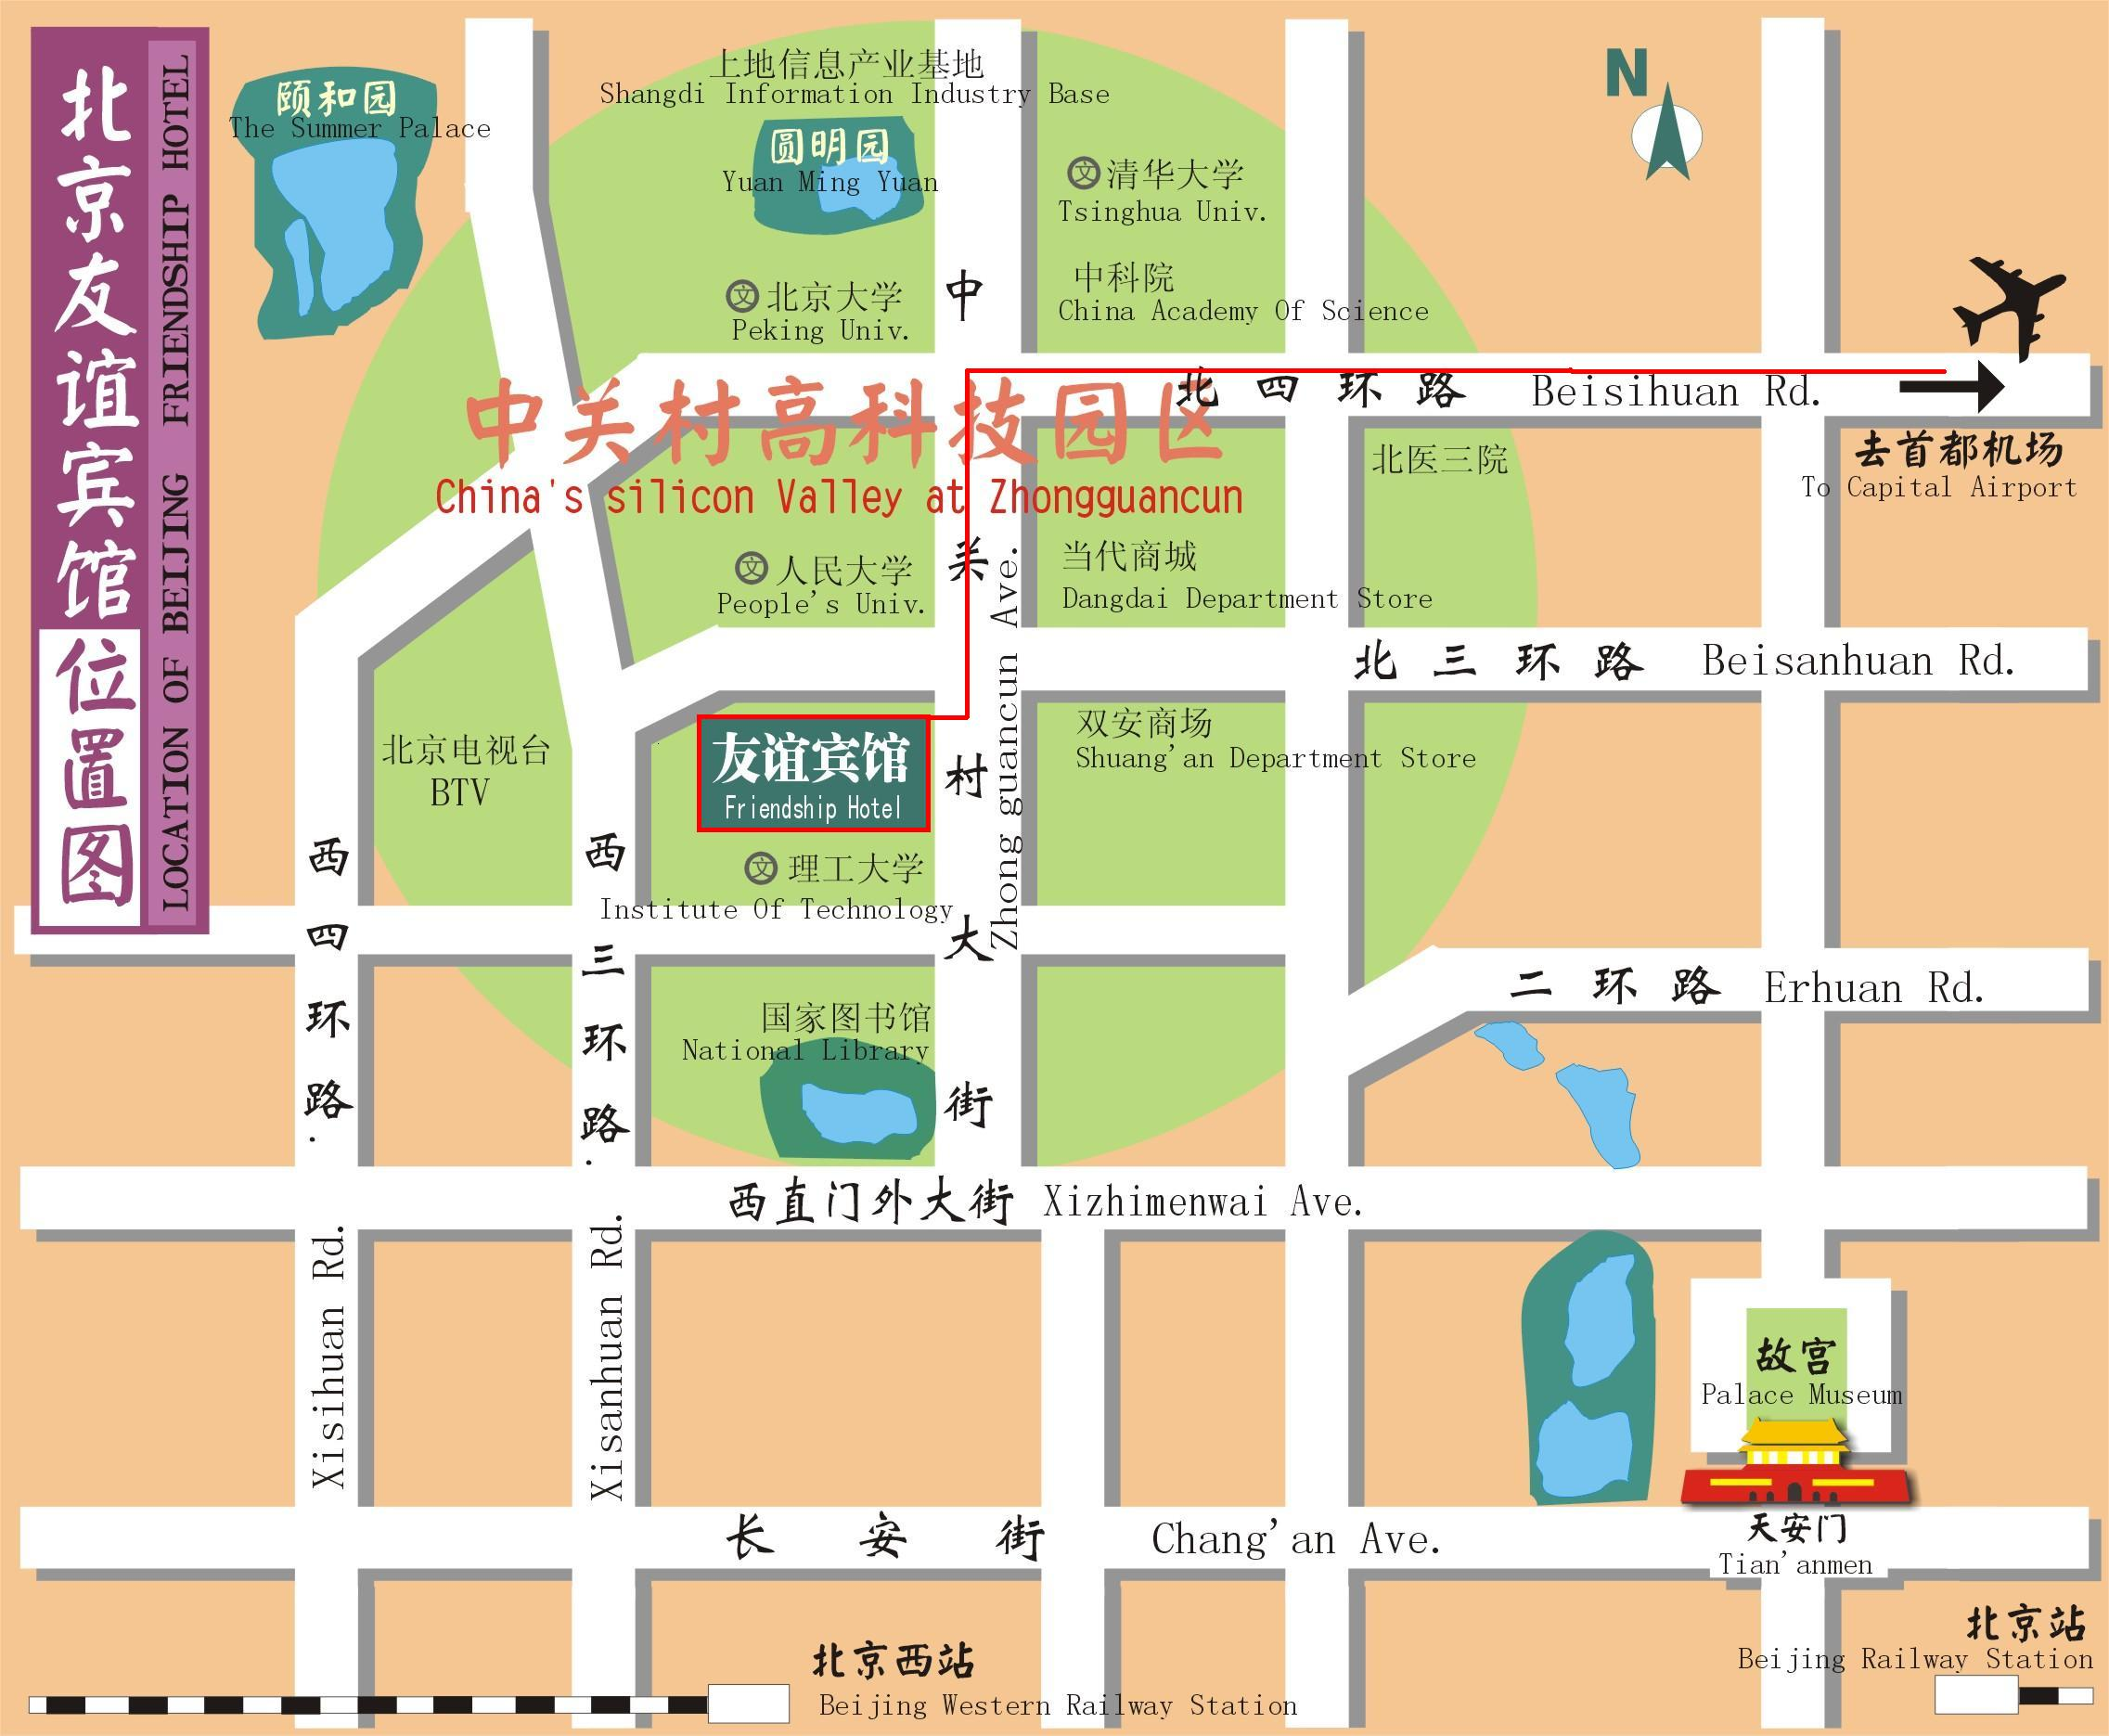 北京友谊宾馆位置图
LOCATION OF BEIJING FRIENDSHIP HOTEL
颐和园
The Summer Palace
上地信息产业基地
Shangdi Information Industry Base
圆明园
Yuan Ming Yuan
文 清华大学
Tsinghua Univ.
N
文 北京大学
Peking Univ.
中科院
China Academy Of Science
中关村大街
Zhong guancun Ave.
北四环路 Beisihuan Rd.
去首都机场
To Capital Airport
中关村高科技园区
China's silicon Valley at Zhongguancun
北医三院
文 人民大学
People's Univ.
当代商城
Dangdai Department Store
北三环路 Beisanhuan Rd.
北京电视台
BTV
友谊宾馆
Friendship Hotel
双安商场
Shuang'an Department Store
文 理工大学
Institute Of Technology
西四环路.
Xisihuan Rd.
西三环路.
Xisanhuan Rd.
二环路 Erhuan Rd.
国家图书馆
National Library
西直门外大街 Xizhimenwai Ave.
故宫
Palace Museum
长安街 Chang'an Ave.
天安门
Tian'anmen
北京西站
Beijing Western Railway Station
北京站
Beijing Railway Station